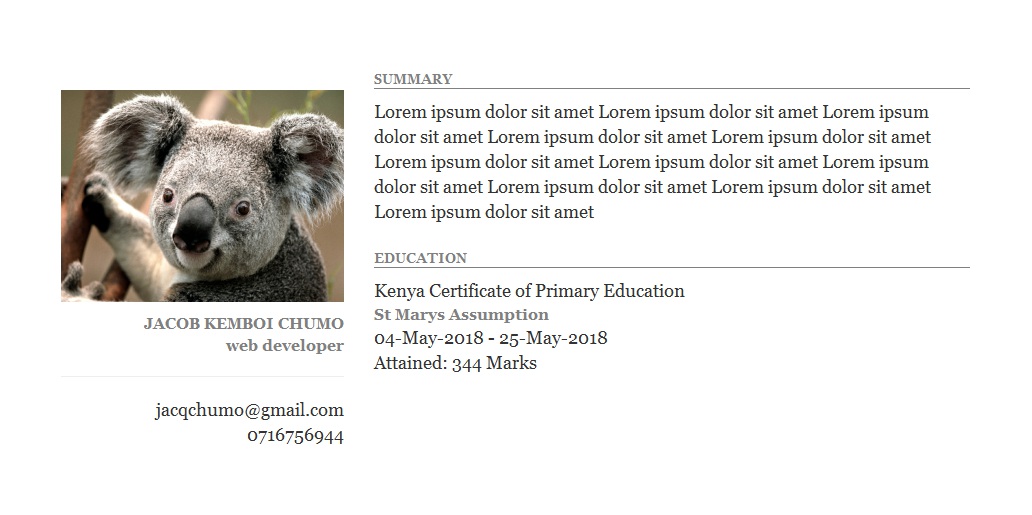 JACOB KEMBOI CHUMO
web developer
jacqchumo@gmail.com
0716756944
SUMMARY
Lorem ipsum dolor sit amet Lorem ipsum dolor sit amet Lorem ipsum
dolor sit amet Lorem ipsum dolor sit amet Lorem ipsum dolor sit amet
Lorem ipsum dolor sit amet Lorem ipsum dolor sit amet Lorem ipsum
dolor sit amet Lorem ipsum dolor sit amet Lorem ipsum dolor sit amet
Lorem ipsum dolor sit amet
EDUCATION
Kenya Certificate of Primary Education
St Marys Assumption
04-May-2018 - 25-May-2018
Attained: 344 Marks